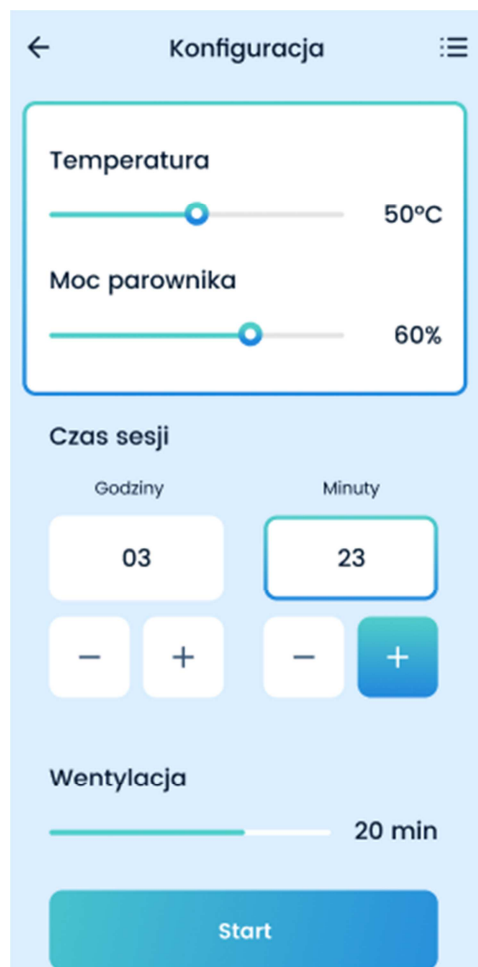 Konfiguracja
Temperatura
50°C
Moc parownika
60%
Czas sesji
Godziny Minuty
03 23
− + − +
Wentylacja
20 min
Start